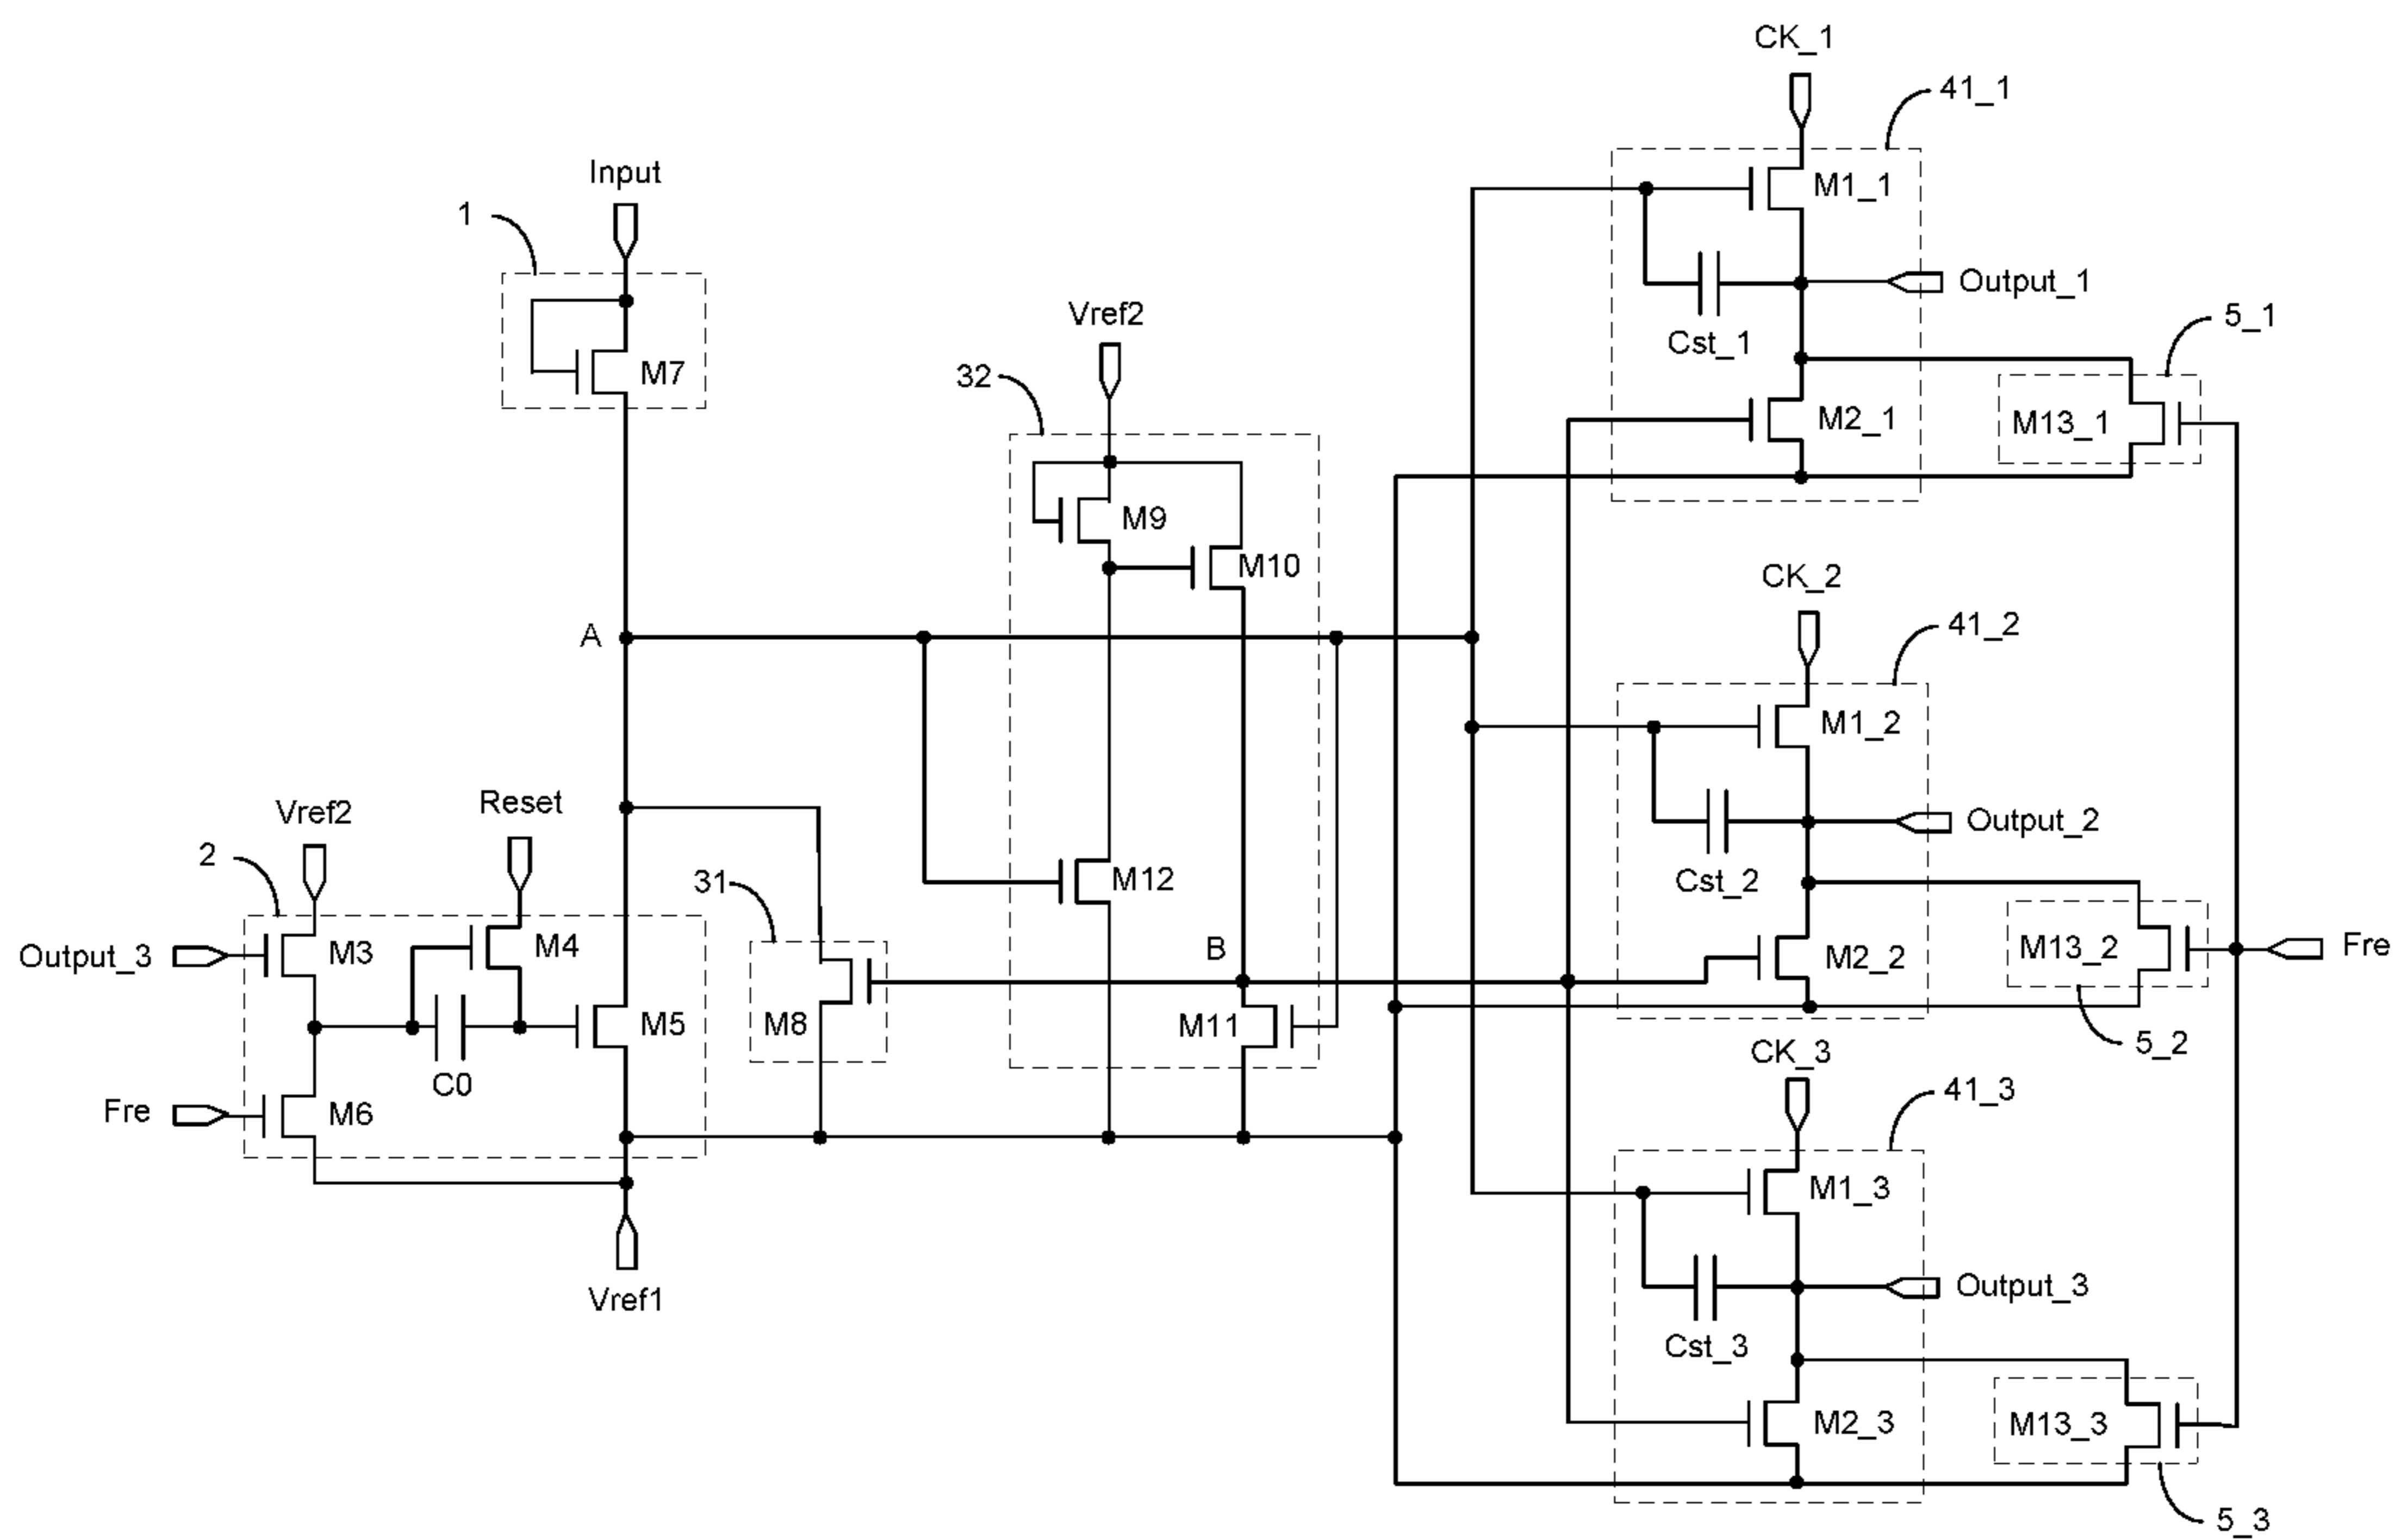 CK_1
41_1
Input
1
M1_1
Output_1
Cst_1
5_1
Vref2
32
M7
M2_1
M13_1
M9
M10
CK_2
A
41_2
M1_2
Vref2
Reset
Output_2
2
31
M12
Cst_2
Output_3
M3
M4
B
M2_2
M13_2
Fre
M5
M8
M11
5_2
C0
CK_3
Fre
M6
41_3
M1_3
Vref1
Output_3
Cst_3
M2_3
M13_3
5_3